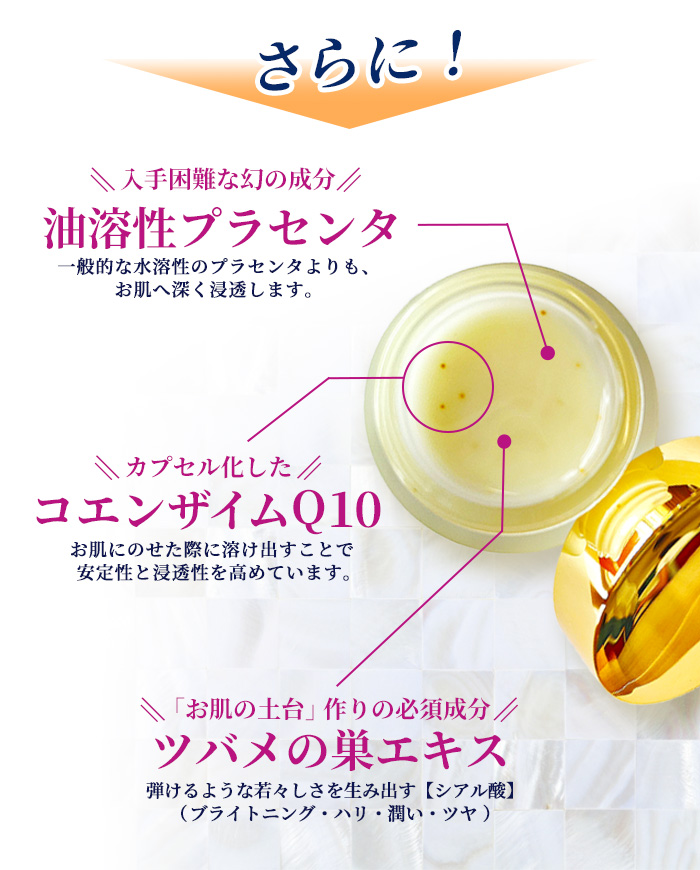 さらに！
入手困難な幻の成分
油溶性プラセンタ
一般的な水溶性のプラセンタよりも、
お肌へ深く浸透します。
カプセル化した
コエンザイムQ10
お肌にのせた際に溶け出すことで
安定性と浸透性を高めています。
「お肌の土台」作りの必須成分
ツバメの巣エキス
弾けるような若々しさを生み出す【シアル酸】
（ブライトニング・ハリ・潤い・ツヤ）